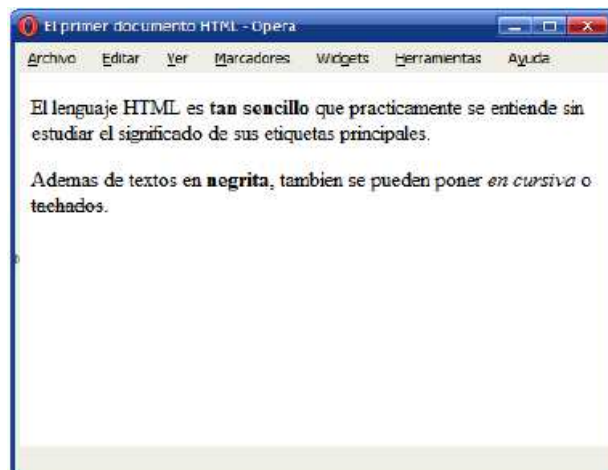 El primer documento HTML - Opera
Archivo Editar Ver Marcadores Widgets Herramientas Ayuda
El lenguaje HTML es tan sencillo que practicamente se entiende sin
estudiar el significado de sus etiquetas principales.
Ademas de textos en negrita, tambien se pueden poner en cursiva o
tachados.